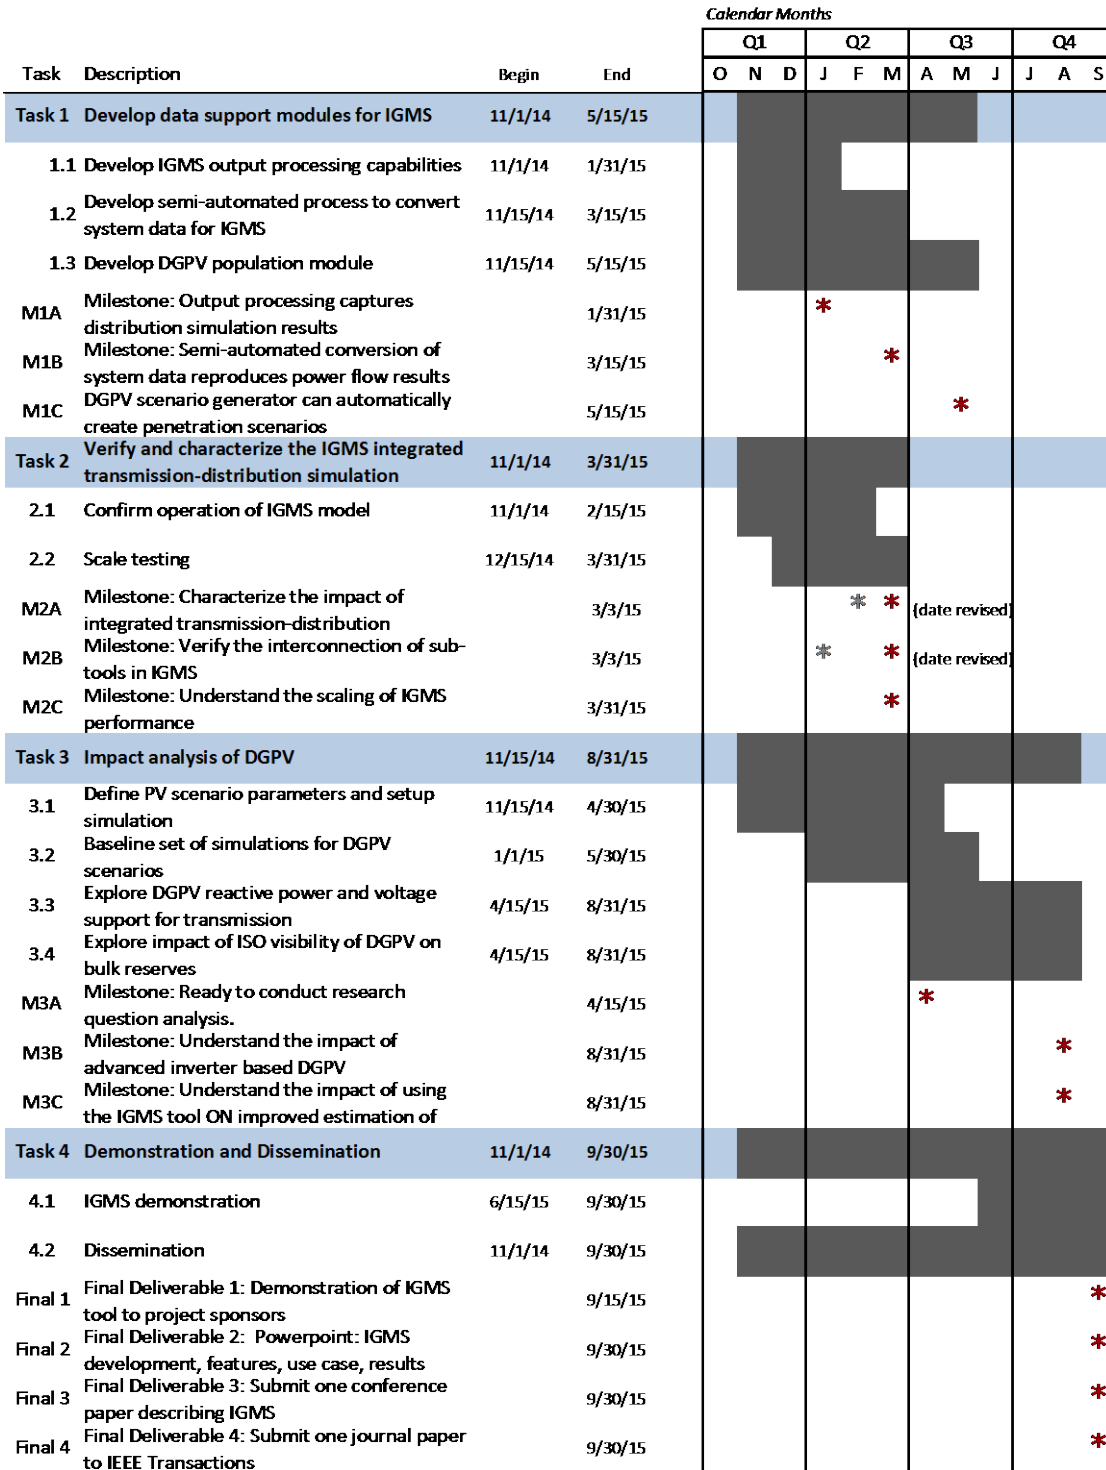 Calendar Months
Q1 Q2 Q3 Q4
Task Description Begin End O N D J F M A M J J A S
Task 1 Develop data support modules for IGMS 11/1/14 5/15/15
1.1 Develop IGMS output processing capabilities 11/1/14 1/31/15
1.2 Develop semi-automated process to convert system data for IGMS 11/15/14 3/15/15
1.3 Develop DGPV population module 11/15/14 5/15/15
M1A Milestone: Output processing captures distribution simulation results 1/31/15
*
M1B Milestone: Semi-automated conversion of system data reproduces power flow results 3/15/15
*
M1C DGPV scenario generator can automatically create penetration scenarios 5/15/15
*
Task 2 Verify and characterize the IGMS integrated transmission-distribution simulation 11/1/14 3/31/15
2.1 Confirm operation of IGMS model 11/1/14 2/15/15
2.2 Scale testing 12/15/14 3/31/15
M2A Milestone: Characterize the impact of integrated transmission-distribution 3/3/15
* * (date revised)
M2B Milestone: Verify the interconnection of sub-tools in IGMS 3/3/15
* * (date revised)
M2C Milestone: Understand the scaling of IGMS performance 3/31/15
*
Task 3 Impact analysis of DGPV 11/15/14 8/31/15
3.1 Define PV scenario parameters and setup simulation 11/15/14 4/30/15
3.2 Baseline set of simulations for DGPV scenarios 1/1/15 5/30/15
3.3 Explore DGPV reactive power and voltage support for transmission 4/15/15 8/31/15
3.4 Explore impact of ISO visibility of DGPV on bulk reserves 4/15/15 8/31/15
M3A Milestone: Ready to conduct research question analysis. 4/15/15
*
M3B Milestone: Understand the impact of advanced inverter based DGPV 8/31/15
*
M3C Milestone: Understand the impact of using the IGMS tool ON improved estimation of 8/31/15
*
Task 4 Demonstration and Dissemination 11/1/14 9/30/15
4.1 IGMS demonstration 6/15/15 9/30/15
4.2 Dissemination 11/1/14 9/30/15
Final 1 Final Deliverable 1: Demonstration of IGMS tool to project sponsors 9/15/15
*
Final 2 Final Deliverable 2: Powerpoint: IGMS development, features, use case, results 9/30/15
*
Final 3 Final Deliverable 3: Submit one conference paper describing IGMS 9/30/15
*
Final 4 Final Deliverable 4: Submit one journal paper to IEEE Transactions 9/30/15
*